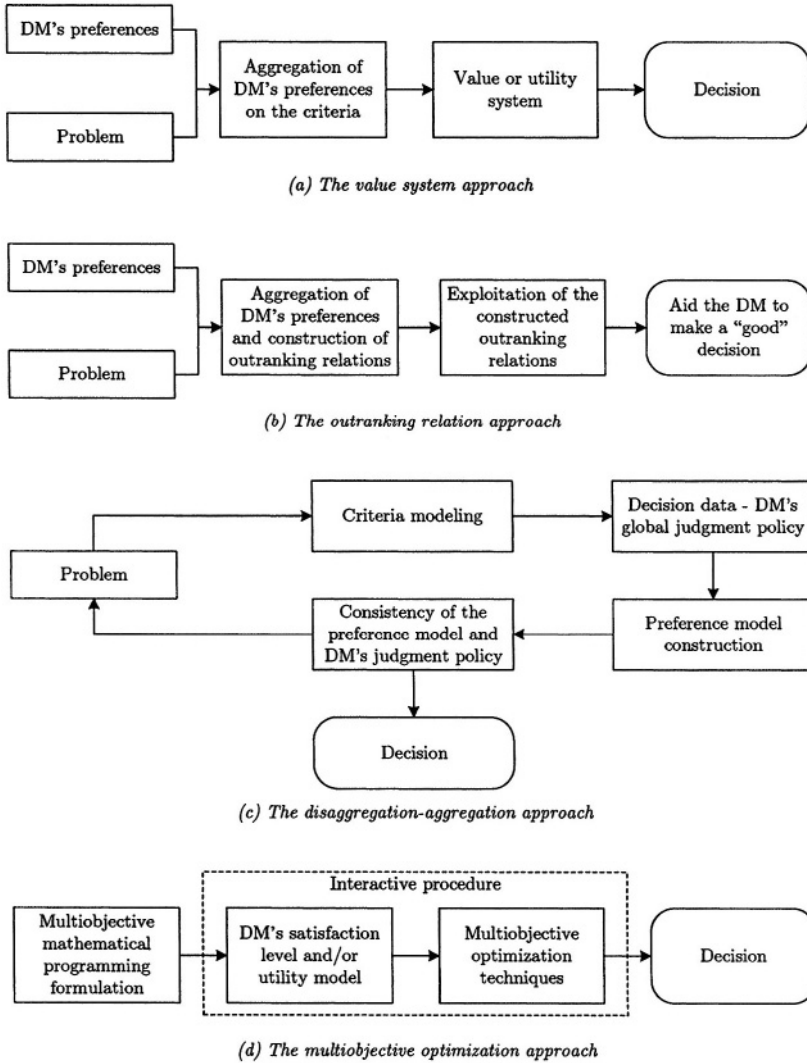 DM's preferences
Problem
Aggregation of
DM's preferences
on the criteria
Value or utility
system
Decision
(a) The value system approach
DM's preferences
Problem
Aggregation of
DM's preferences
and construction of
outranking relations
Exploitation of the
constructed
outranking
relations
Aid the DM to
make a “good”
decision
(b) The outranking relation approach
Problem
Criteria modeling
Decision data - DM's
global judgment policy
Preference model
construction
Consistency of the
preference model and
DM's judgment policy
Decision
(c) The disaggregation-aggregation approach
Interactive procedure
Multiobjective
mathematical
programming
formulation
DM's satisfaction
level and/or
utility model
Multiobjective
optimization
techniques
Decision
(d) The multiobjective optimization approach